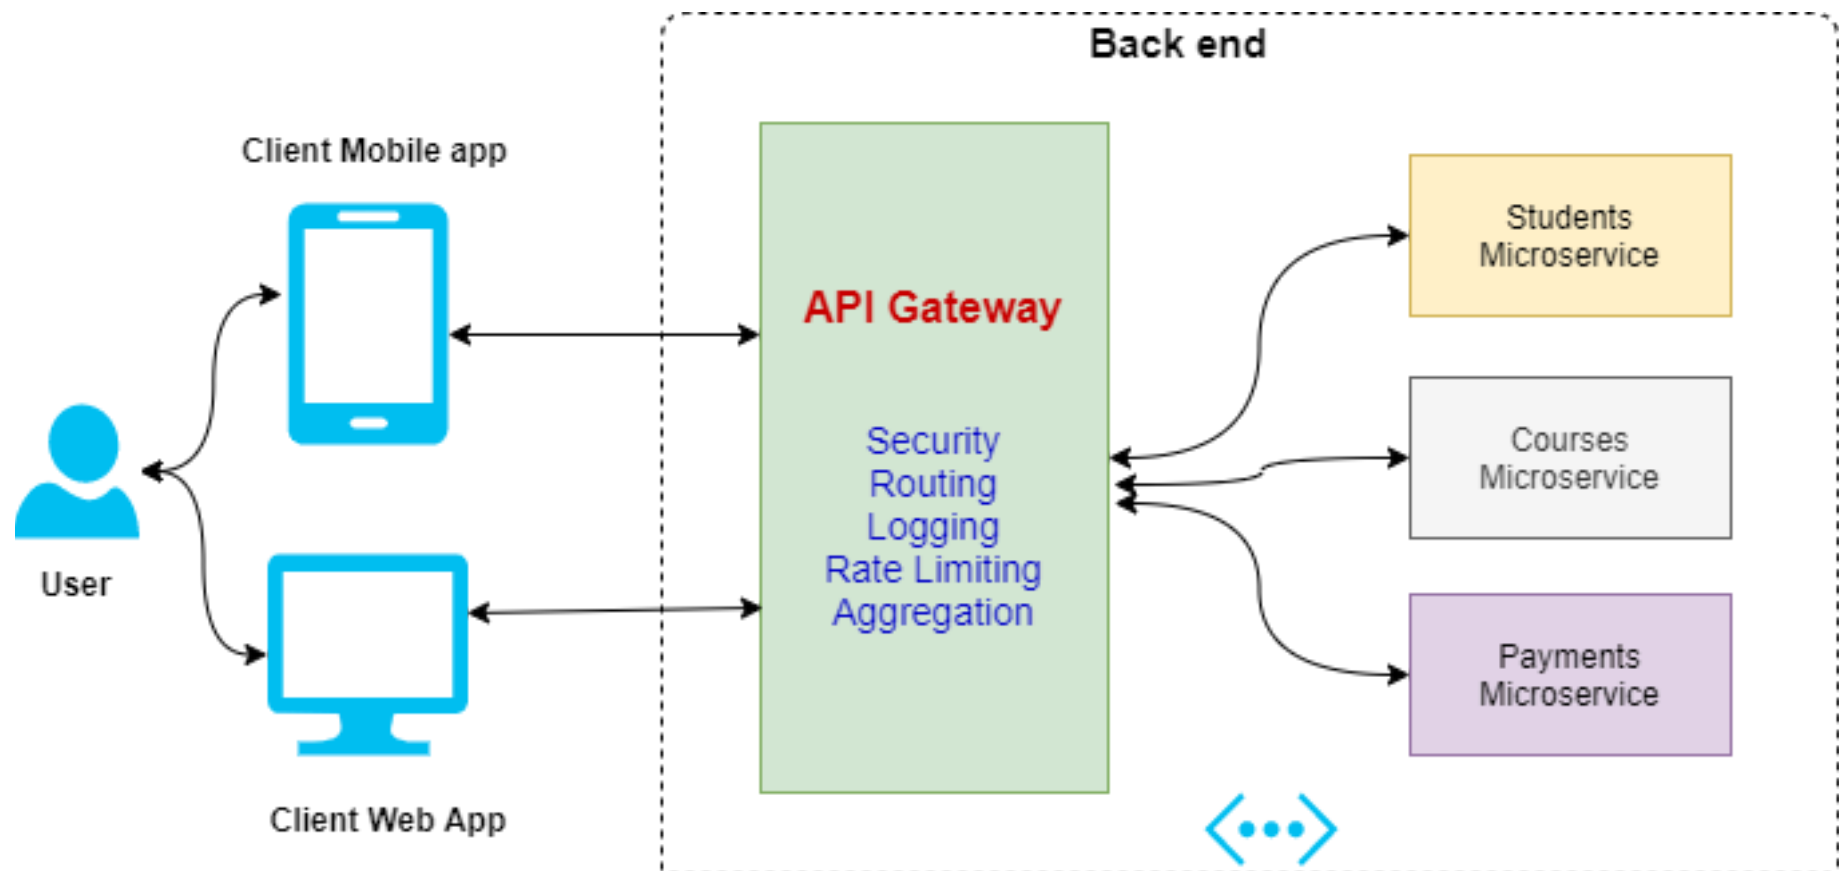 Back end
Client Mobile app
API Gateway
Security
Routing
Logging
Rate Limiting
Aggregation
Students
Microservice
Courses
Microservice
Payments
Microservice
User
Client Web App